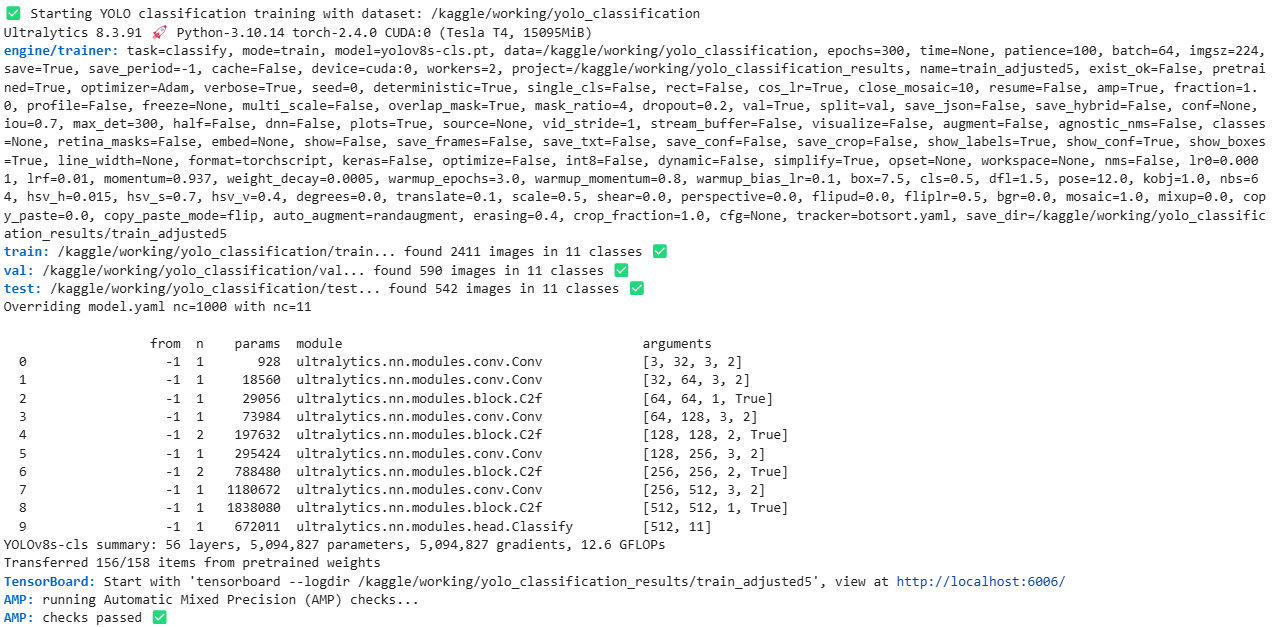 ✅ Starting YOLO classification training with dataset: /kaggle/working/yolo_classification
Ultralytics 8.3.91 🚀 Python-3.10.14 torch-2.4.0 CUDA:0 (Tesla T4, 15095MiB)
engine/trainer: task=classify, mode=train, model=yolov8s-cls.pt, data=/kaggle/working/yolo_classification, epochs=300, time=None, patience=100, batch=64, imgsz=224,
save=True, save_period=-1, cache=False, device=cuda:0, workers=2, project=/kaggle/working/yolo_classification_results, name=train_adjusted5, exist_ok=False, pretrai
ned=True, optimizer=Adam, verbose=True, seed=0, deterministic=True, single_cls=False, rect=False, cos_lr=True, close_mosaic=10, resume=False, amp=True, fraction=1.
0, profile=False, freeze=None, multi_scale=False, overlap_mask=True, mask_ratio=4, dropout=0.2, val=True, split=val, save_json=False, save_hybrid=False, conf=None,
iou=0.7, max_det=300, half=False, dnn=False, plots=True, source=None, vid_stride=1, stream_buffer=False, visualize=False, augment=False, agnostic_nms=False, classes
=None, retina_masks=False, embed=None, show=False, save_frames=False, save_txt=False, save_conf=False, save_crop=False, show_labels=True, show_conf=True, show_boxes
=True, line_width=None, format=torchscript, keras=False, optimize=False, int8=False, dynamic=False, simplify=True, opset=None, workspace=None, nms=False, lr0=0.000
1, lrf=0.01, momentum=0.937, weight_decay=0.0005, warmup_epochs=3.0, warmup_momentum=0.8, warmup_bias_lr=0.1, box=7.5, cls=0.5, dfl=1.5, pose=12.0, kobj=1.0, nbs=6
4, hsv_h=0.015, hsv_s=0.7, hsv_v=0.4, degrees=0.0, translate=0.1, scale=0.5, shear=0.0, perspective=0.0, flipud=0.0, fliplr=0.5, bgr=0.0, mosaic=1.0, mixup=0.0, cop
y_paste=0.0, copy_paste_mode=flip, auto_augment=randaugment, erasing=0.4, crop_fraction=1.0, cfg=None, tracker=botsort.yaml, save_dir=/kaggle/working/yolo_classific
ation_results/train_adjusted5
train: /kaggle/working/yolo_classification/train... found 2411 images in 11 classes ✅
val: /kaggle/working/yolo_classification/val... found 590 images in 11 classes ✅
test: /kaggle/working/yolo_classification/test... found 542 images in 11 classes ✅
Overriding model.yaml nc=1000 with nc=11
from n params module arguments
0 -1 1 928 ultralytics.nn.modules.conv.Conv [3, 32, 3, 2]
1 -1 1 18560 ultralytics.nn.modules.conv.Conv [32, 64, 3, 2]
2 -1 1 29056 ultralytics.nn.modules.block.C2f [64, 64, 1, True]
3 -1 1 73984 ultralytics.nn.modules.conv.Conv [64, 128, 3, 2]
4 -1 2 197632 ultralytics.nn.modules.block.C2f [128, 128, 2, True]
5 -1 1 295424 ultralytics.nn.modules.conv.Conv [128, 256, 3, 2]
6 -1 2 788480 ultralytics.nn.modules.block.C2f [256, 256, 2, True]
7 -1 1 1180672 ultralytics.nn.modules.conv.Conv [256, 512, 3, 2]
8 -1 1 1838080 ultralytics.nn.modules.block.C2f [512, 512, 1, True]
9 -1 1 672011 ultralytics.nn.modules.head.Classify [512, 11]
YOLOv8s-cls summary: 56 layers, 5,094,827 parameters, 5,094,827 gradients, 12.6 GFLOPs
Transferred 156/158 items from pretrained weights
TensorBoard: Start with 'tensorboard --logdir /kaggle/working/yolo_classification_results/train_adjusted5', view at http://localhost:6006/
AMP: running Automatic Mixed Precision (AMP) checks...
AMP: checks passed ✅